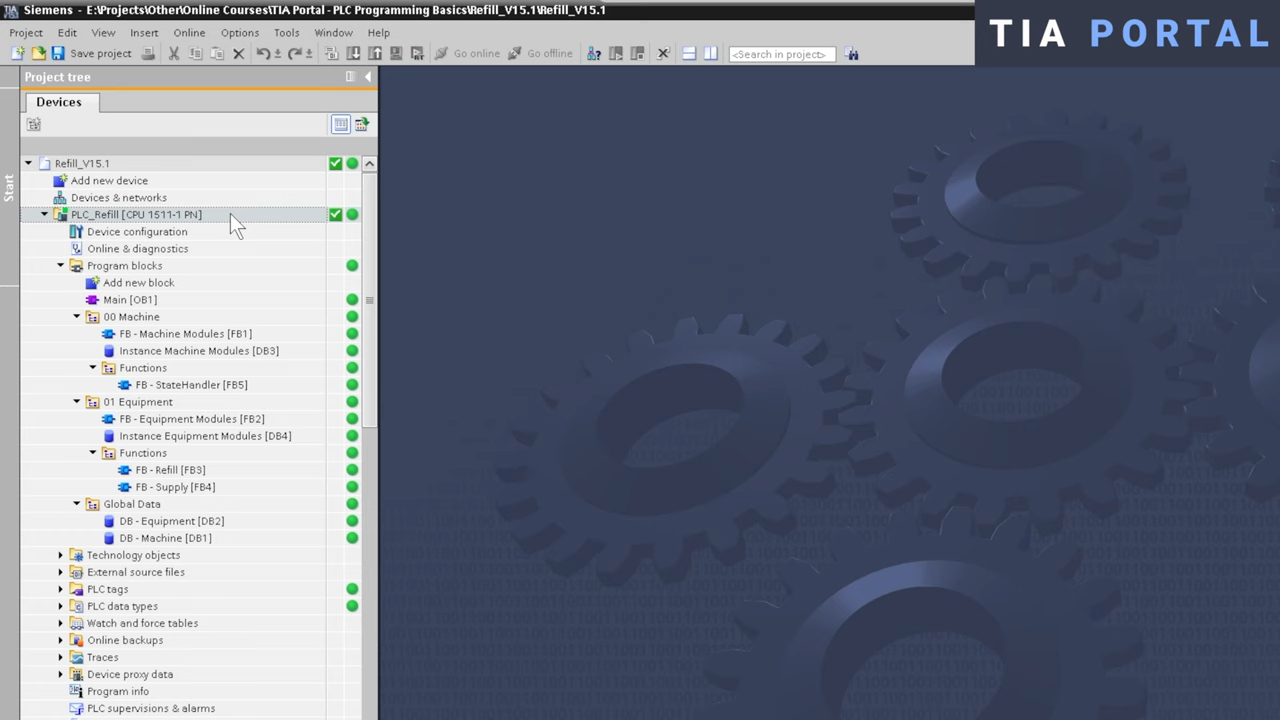 Siemens - E:\Projects\Other\Online Courses\TIA Portal - PLC Programming Basics\Refill_V15.1\Refill_V15.1
TIA PORTAL
Project Edit View Insert Online Options Tools Window Help
Save project Go online Go offline <Search in project>
Project tree
Devices
Start
Refill_V15.1
Add new device
Devices & networks
PLC_Refill [CPU 1511-1 PN]
Device configuration
Online & diagnostics
Program blocks
Add new block
Main [OB1]
00 Machine
FB - Machine Modules [FB1]
Instance Machine Modules [DB3]
Functions
FB - StateHandler [FB5]
01 Equipment
FB - Equipment Modules [FB2]
Instance Equipment Modules [DB4]
Functions
FB - Refill [FB3]
FB - Supply [FB4]
Global Data
DB - Equipment [DB2]
DB - Machine [DB1]
Technology objects
External source files
PLC tags
PLC data types
Watch and force tables
Online backups
Traces
Device proxy data
Program info
PLC supervisions & alarms